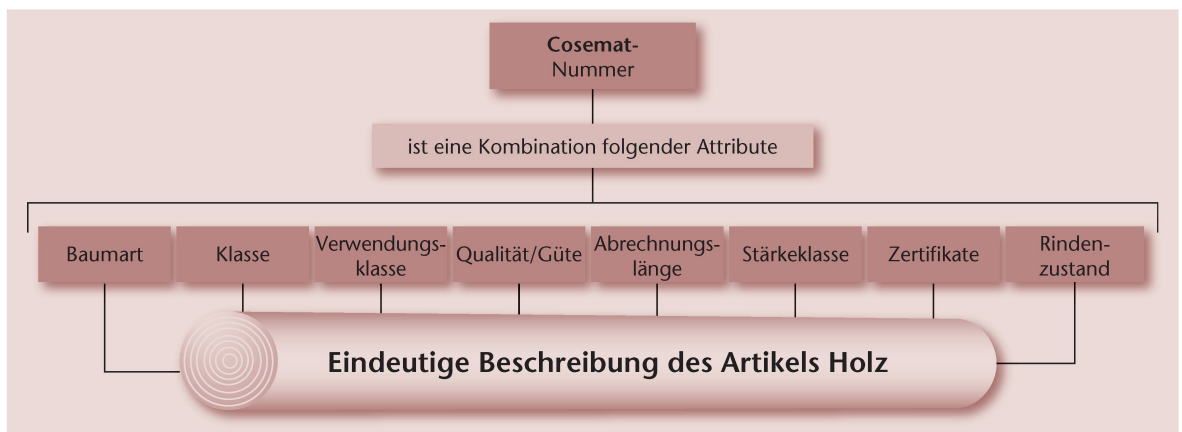 Cosemat-
Nummer
ist eine Kombination folgender Attribute
Baumart
Klasse
Verwendungs-
klasse
Qualität/Güte
Abrechnungs-
länge
Stärkeklasse
Zertifikate
Rinden-
zustand
Eindeutige Beschreibung des Artikels Holz